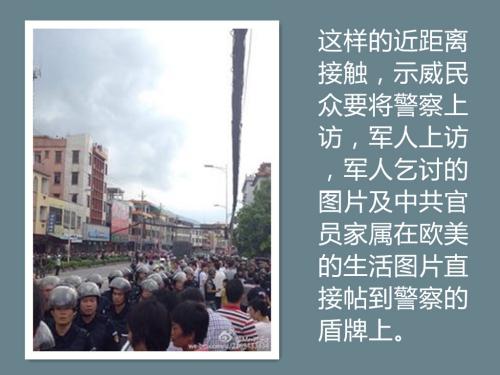 这样的近距离
接触，示威民
众要将警察上
访，军人上访
，军人乞讨的
图片及中共官
员家属在欧美
的生活图片直
接帖到警察的
盾牌上。